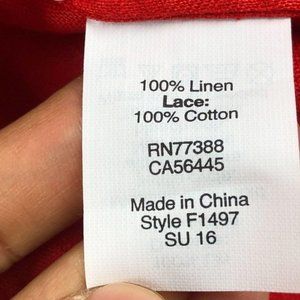 100% Linen
Lace:
100% Cotton
RN77388
CA56445
Made in China
Style F1497
SU 16